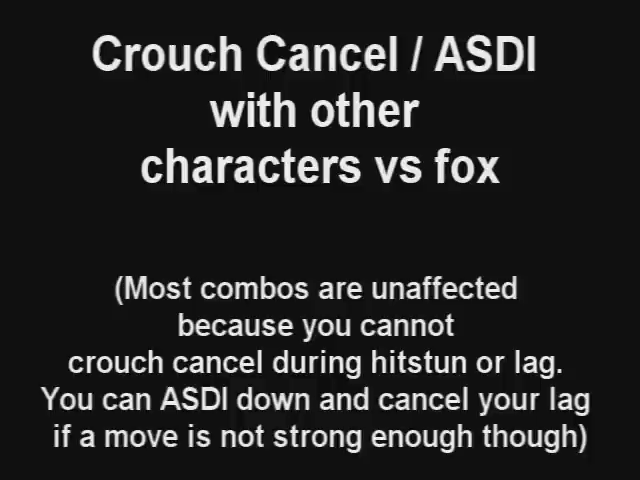 Crouch Cancel / ASDI
with other
characters vs fox
(Most combos are unaffected
because you cannot
crouch cancel during hitstun or lag.
You can ASDI down and cancel your lag
if a move is not strong enough though)